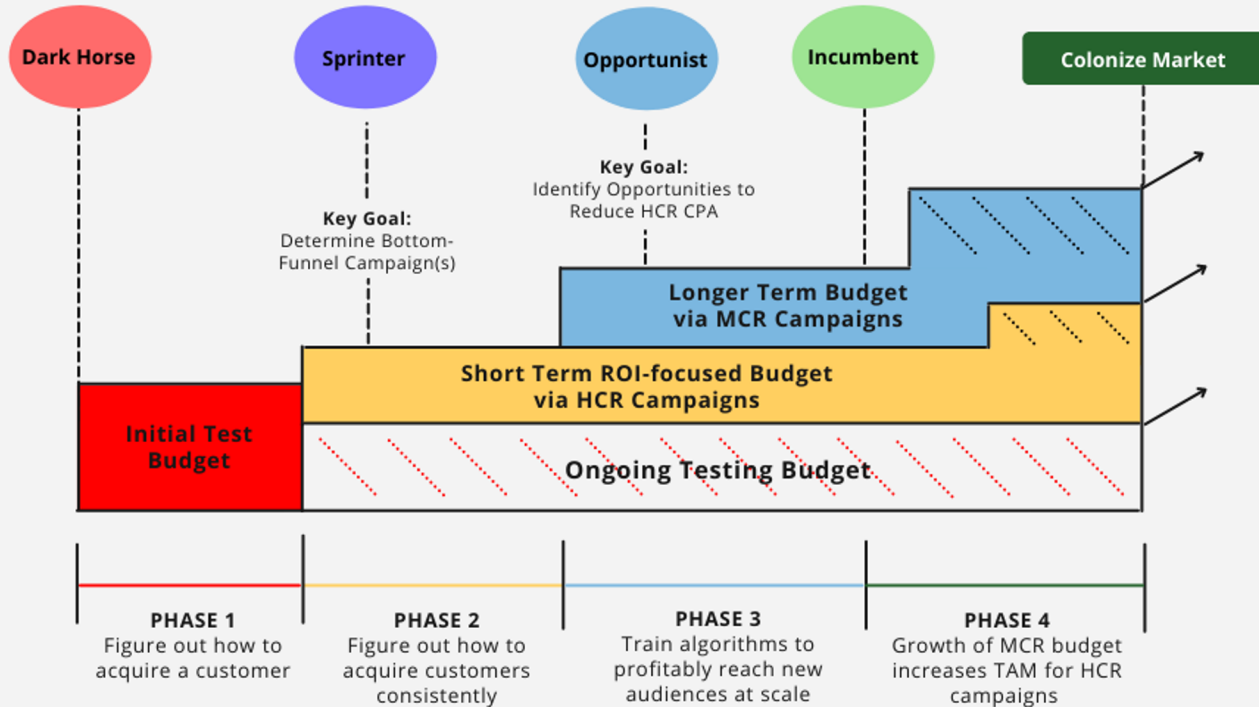 Dark Horse
Sprinter
Opportunist
Incumbent
Colonize Market
Key Goal:
Identify Opportunities to
Reduce HCR CPA
Key Goal:
Determine Bottom-
Funnel Campaign(s)
Longer Term Budget
via MCR Campaigns
Short Term ROI-focused Budget
via HCR Campaigns
Initial Test
Budget
Ongoing Testing Budget
PHASE 1
Figure out how to
acquire a customer
PHASE 2
Figure out how to
acquire customers
consistently
PHASE 3
Train algorithms to
profitably reach new
audiences at scale
PHASE 4
Growth of MCR budget
increases TAM for HCR
campaigns